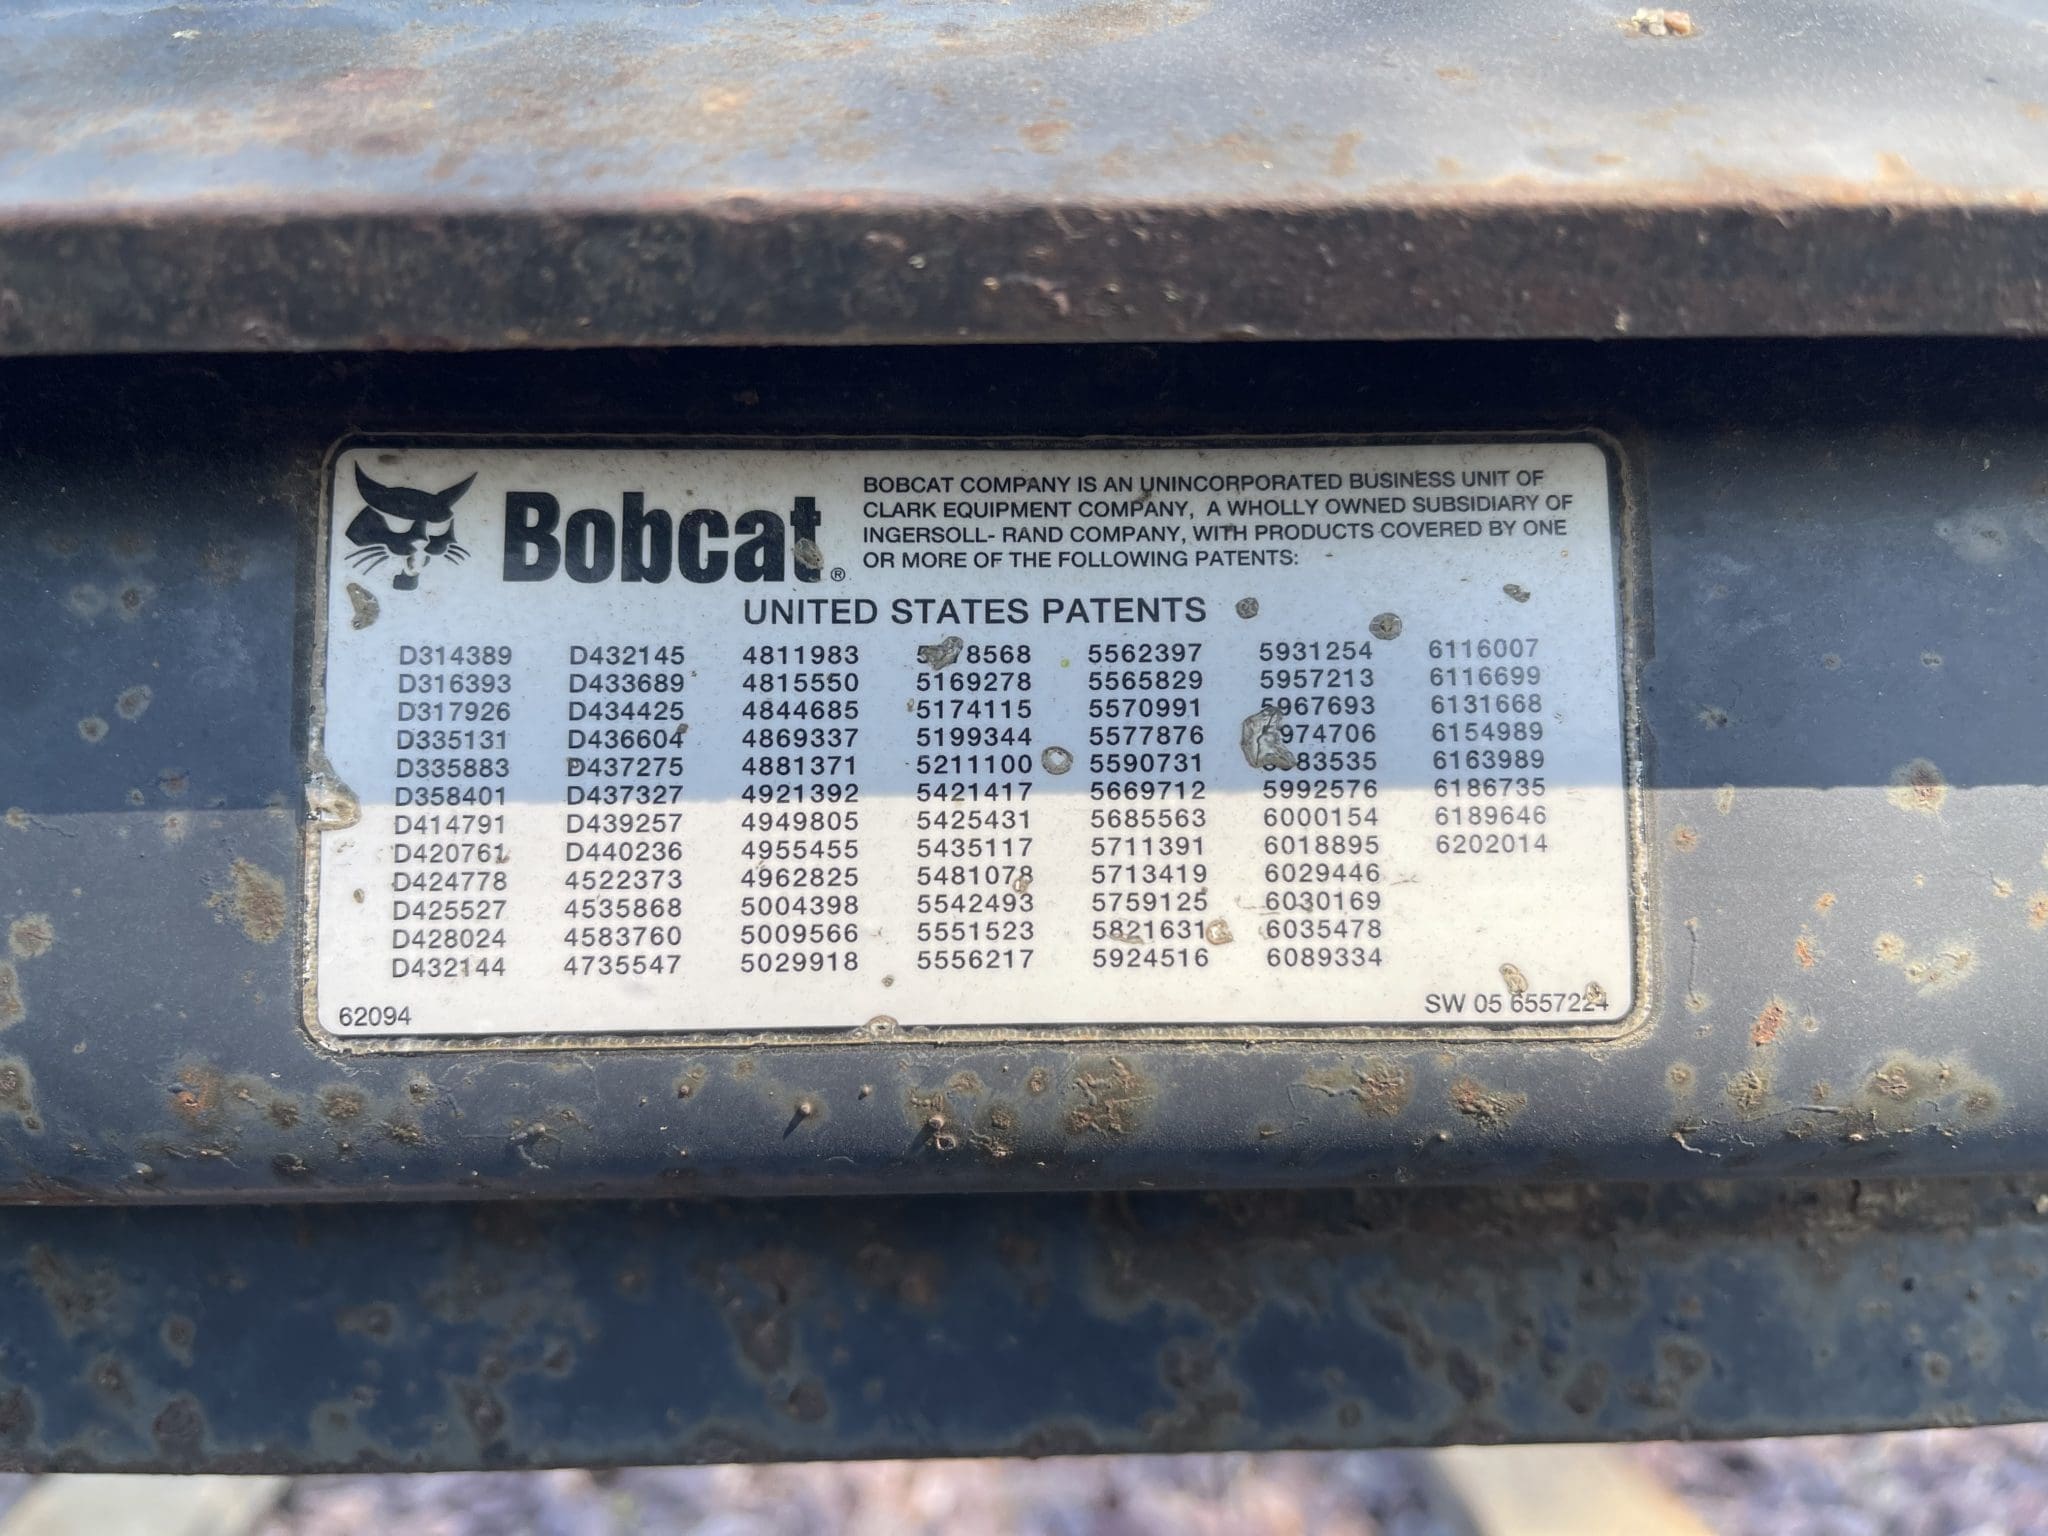 Bobcat®
BOBCAT COMPANY IS AN UNINCORPORATED BUSINESS UNIT OF
CLARK EQUIPMENT COMPANY, A WHOLLY OWNED SUBSIDIARY OF
INGERSOLL- RAND COMPANY, WITH PRODUCTS COVERED BY ONE
OR MORE OF THE FOLLOWING PATENTS:
UNITED STATES PATENTS
D314389 D432145 4811983 5562397 5931254 6116007
D316393 D433689 4815550 5169278 5565829 5957213 6116699
D317926 D434425 4844685 5174115 5570991 5967693 6131668
D335131 D436604 4869337 5199344 5577876 6154989
D335883 D437275 4881371 5211100 5590731 6163989
D358401 D437327 4921392 5421417 5669712 5992576 6186735
D414791 D439257 4949805 5425431 5685563 6000154 6189646
D420761 D440236 4955455 5435117 5711391 6018895 6202014
D424778 4522373 4962825 5481078 5713419 6029446
D425527 4535868 5004398 5542493 5759125 6030169
D428024 4583760 5009566 5551523 5821631 6035478
D432144 4735547 5029918 5556217 5924516 6089334
62094 SW 05 6557224